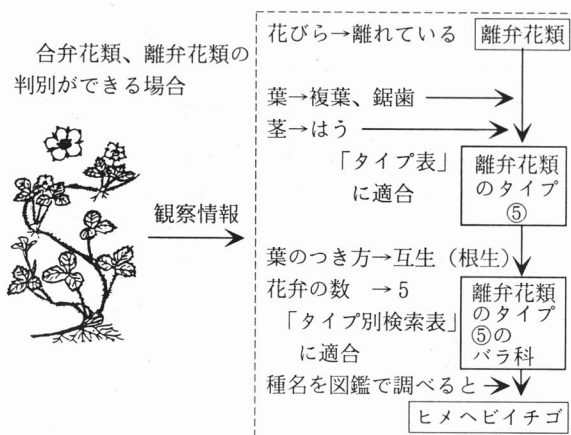 合弁花類、離弁花類の
判別ができる場合
観察情報
花びら→離れている
離弁花類
葉→複葉、鋸歯
茎→はう
「タイプ表」
に適合
離弁花類
のタイプ
⑤
葉のつき方→互生（根生）
花弁の数　→5
「タイプ別検索表」
に適合
離弁花類
のタイプ
⑤の
バラ科
種名を図鑑で調べると
ヒメヘビイチゴ